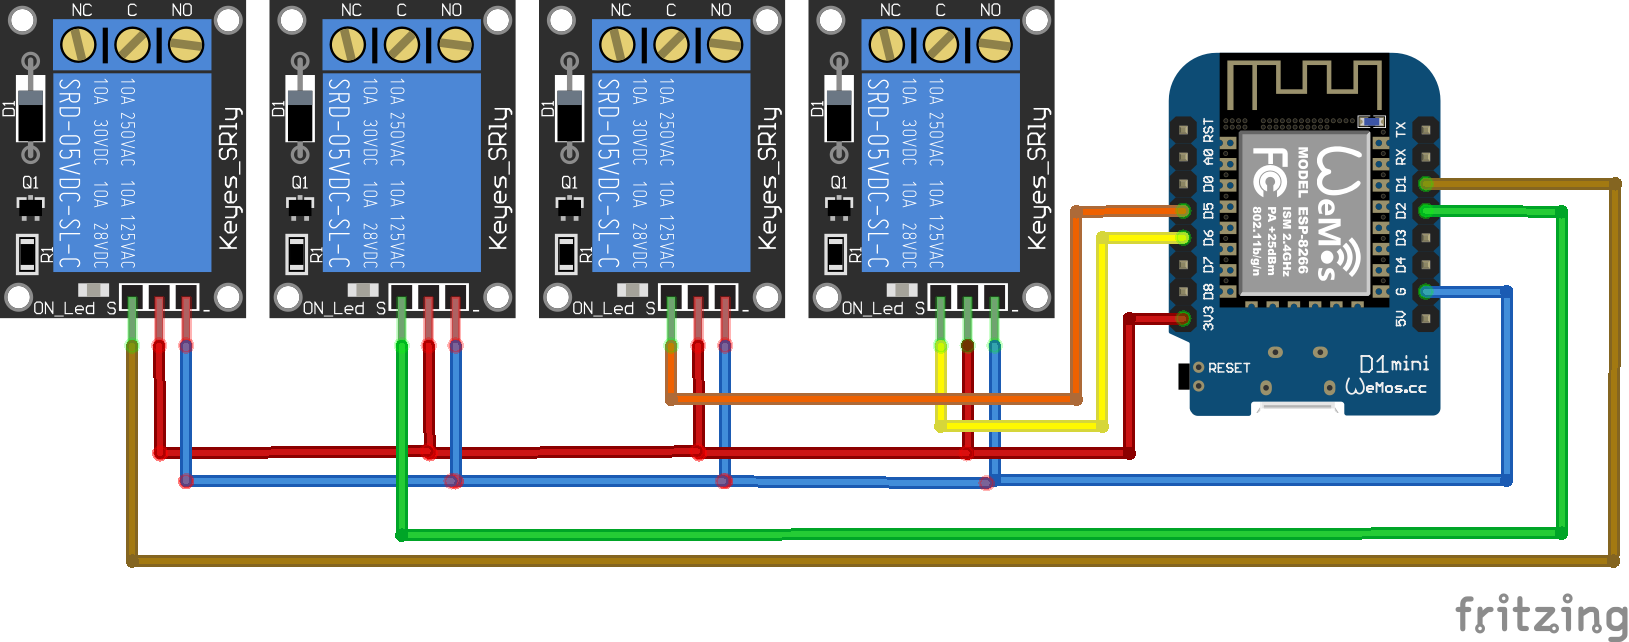 NC C NO
D1
SRD-05VDC-SL-C
10A 30VDC 10A 28VDC
10A 250VAC 10A 125VAC
Keyes_SRly
Q1
R1
ON_Led S -
NC C NO
D1
SRD-05VDC-SL-C
10A 30VDC 10A 28VDC
10A 250VAC 10A 125VAC
Keyes_SRly
Q1
R1
ON_Led S -
NC C NO
D1
SRD-05VDC-SL-C
10A 30VDC 10A 28VDC
10A 250VAC 10A 125VAC
Keyes_SRly
Q1
R1
ON_Led S -
NC C NO
D1
SRD-05VDC-SL-C
10A 30VDC 10A 28VDC
10A 250VAC 10A 125VAC
Keyes_SRly
Q1
R1
ON_Led S -
RST
A0
D0
D5
D6
D7
D8
3V3
WeMos
MODEL ESP-8266
ISM 2.4GHz
PA +25dBm
802.11b/g/n
FC
TX
RX
D1
D2
D3
D4
G
5V
RESET
D1mini
WeMos.cc
fritzing